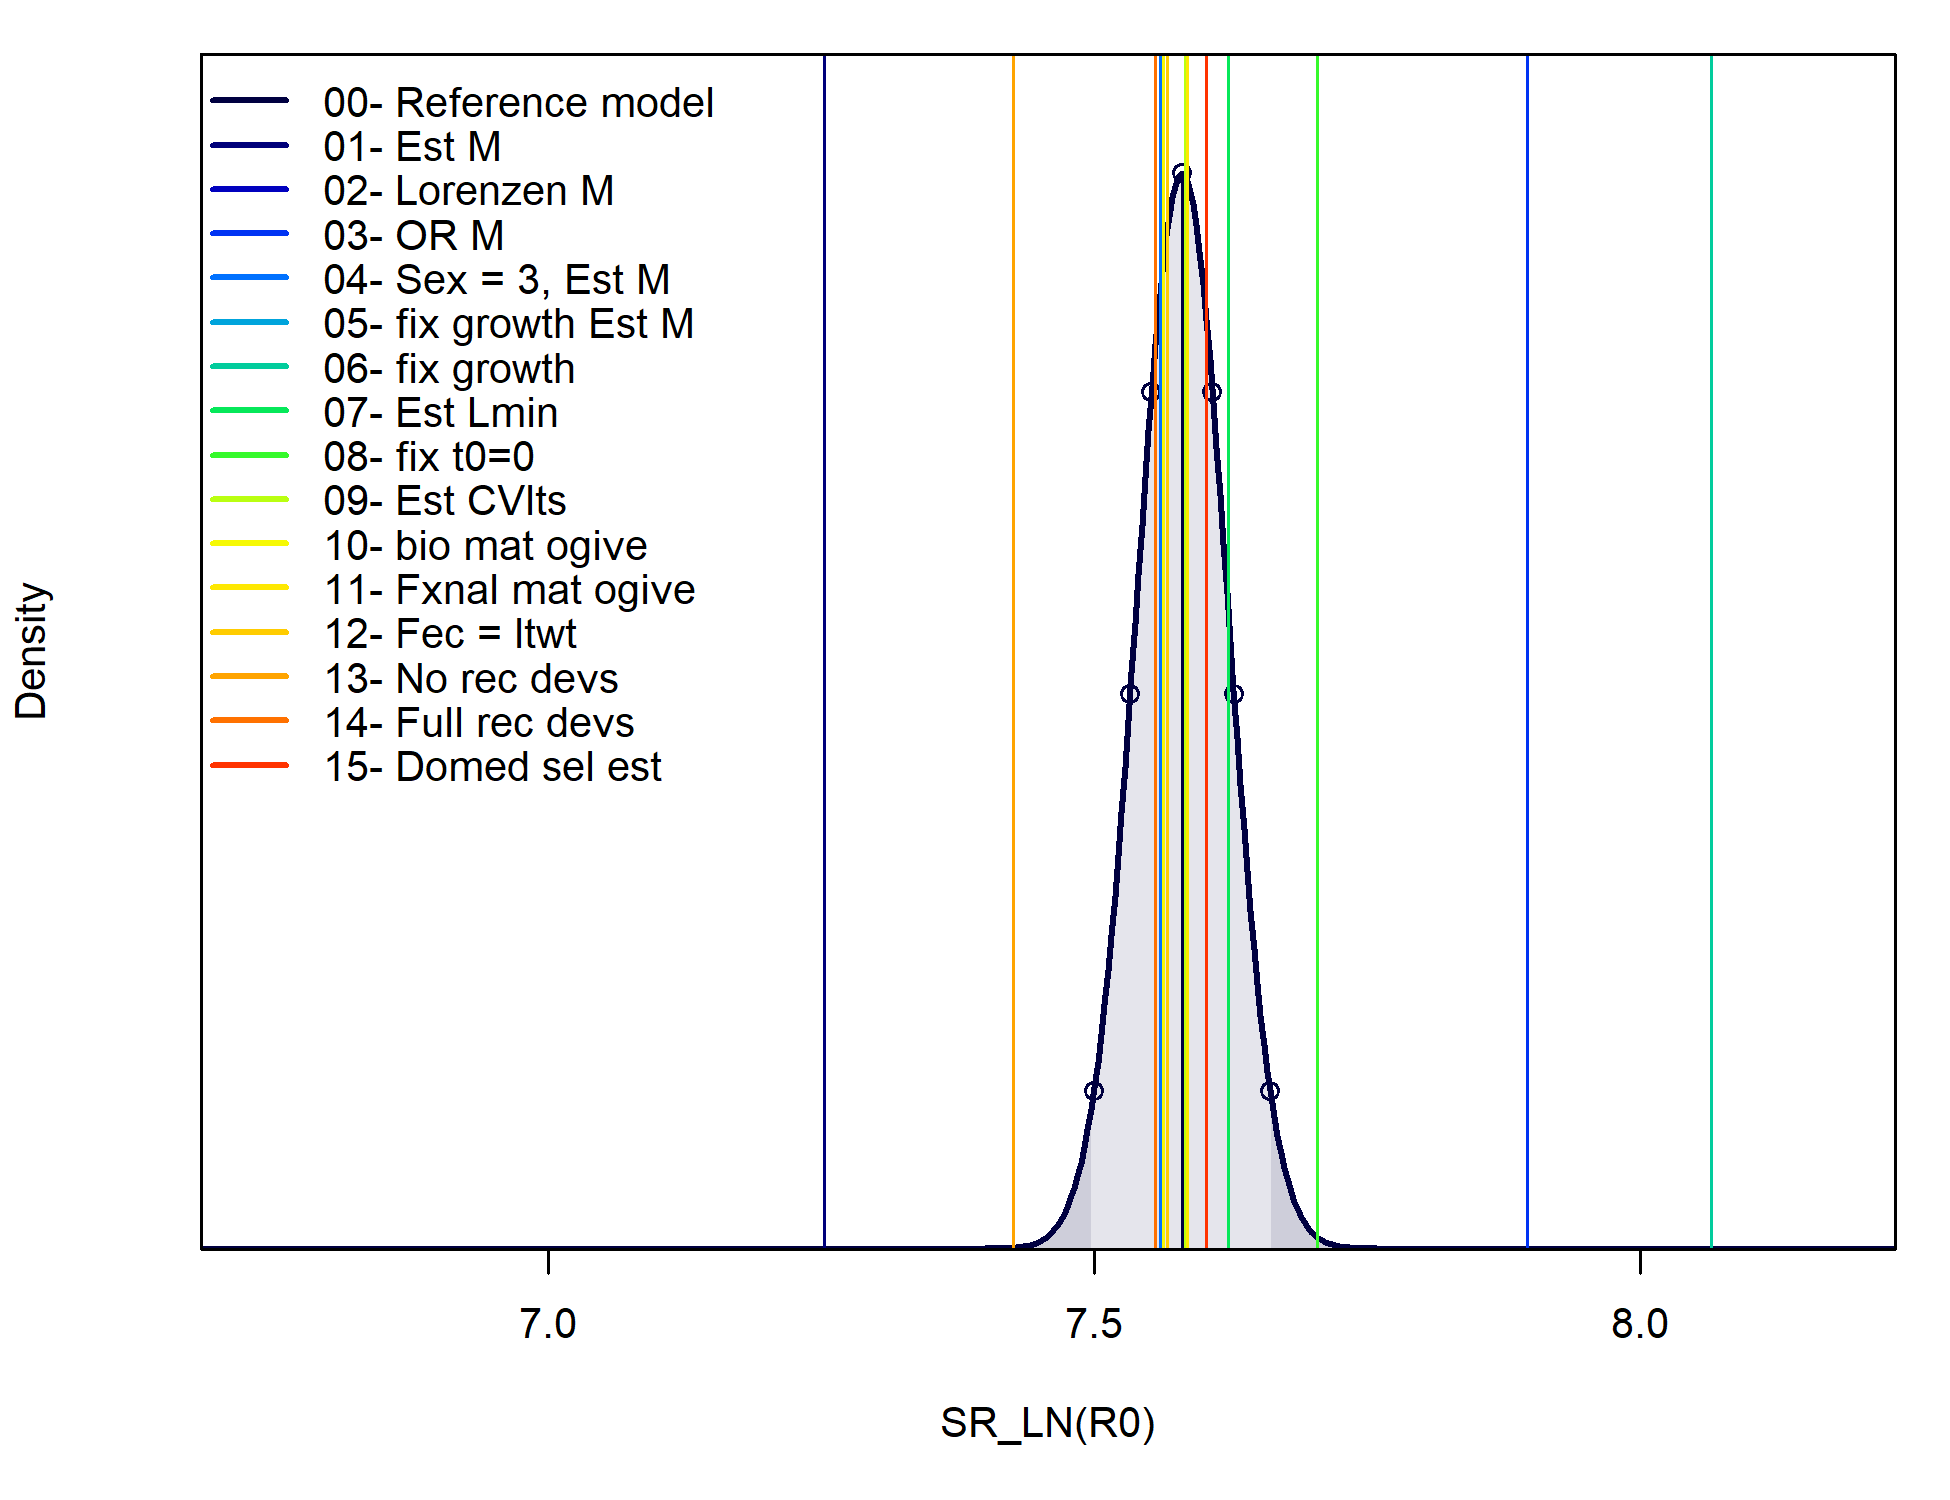 00- Reference model
01- Est M
02- Lorenzen M
03- OR M
04- Sex = 3, Est M
05- fix growth Est M
06- fix growth
07- Est Lmin
08- fix t0=0
09- Est CVlts
10- bio mat ogive
11- Fxnal mat ogive
12- Fec = ltwt
13- No rec devs
14- Full rec devs
15- Domed sel est
Density
7.0 7.5 8.0
SR_LN(R0)